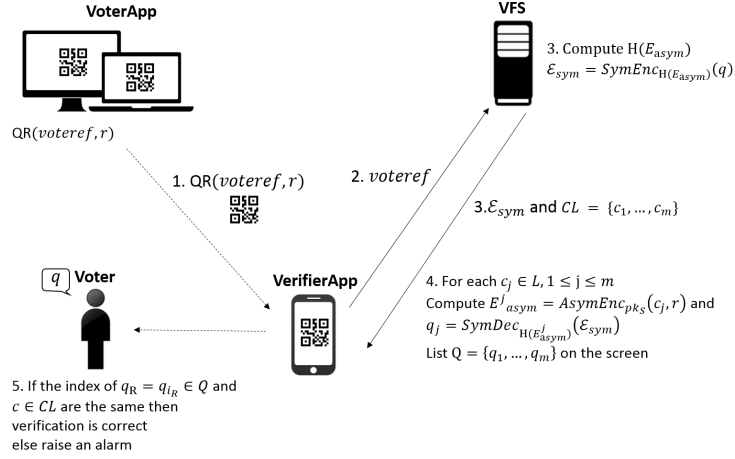 VoterApp
VFS
3. Compute H(E_asym)
ℰ_sym = SymEnc_H(E_asym)(q)
QR(voteref, r)
1. QR(voteref, r)
2. voteref
3.ℰ_sym and CL = {c_1, … , c_m}
q
Voter
VerifierApp
4. For each c_j ∈ L, 1 ≤ j ≤ m
Compute E^j_asym = AsymEnc_pk_S(c_j, r) and
q_j = SymDec_H(E^j_asym)(ℰ_sym)
List Q = {q_1, … , q_m} on the screen
5. If the index of q_R = q_i_R ∈ Q and
c ∈ CL are the same then
verification is correct
else raise an alarm